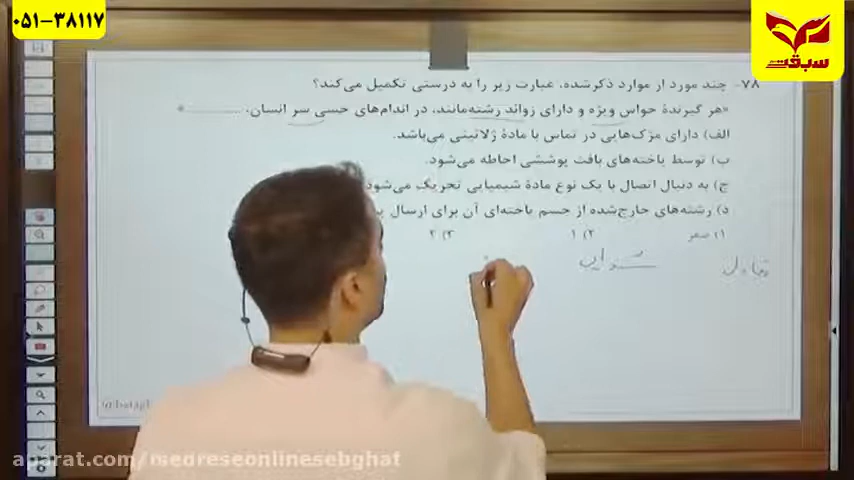 ۰۵۱-۳۸۱۱۷
سبقت
۷۸- چند مورد از موارد ذکرشده، عبارت زیر را به درستی تکمیل می‌کند؟
«هر گیرندهٔ حواس ویژه و دارای زوائد رشته‌مانند، در اندام‌های حسی سر انسان، .......... »
الف) دارای مژک‌هایی در تماس با مادهٔ ژلاتینی می‌باشد.
ب) توسط یاخته‌های بافت پوششی احاطه می‌شود.
ج) به دنبال اتصال با یک نوع مادهٔ شیمیایی تحریک می‌شود
د) رشته‌های خارج‌شده از جسم یاخته‌ای آن برای ارسال
۱) صفر
۲) ۱
۳) ۲
تعادل
شنوایی
aparat.com/medreseonlinesebghat